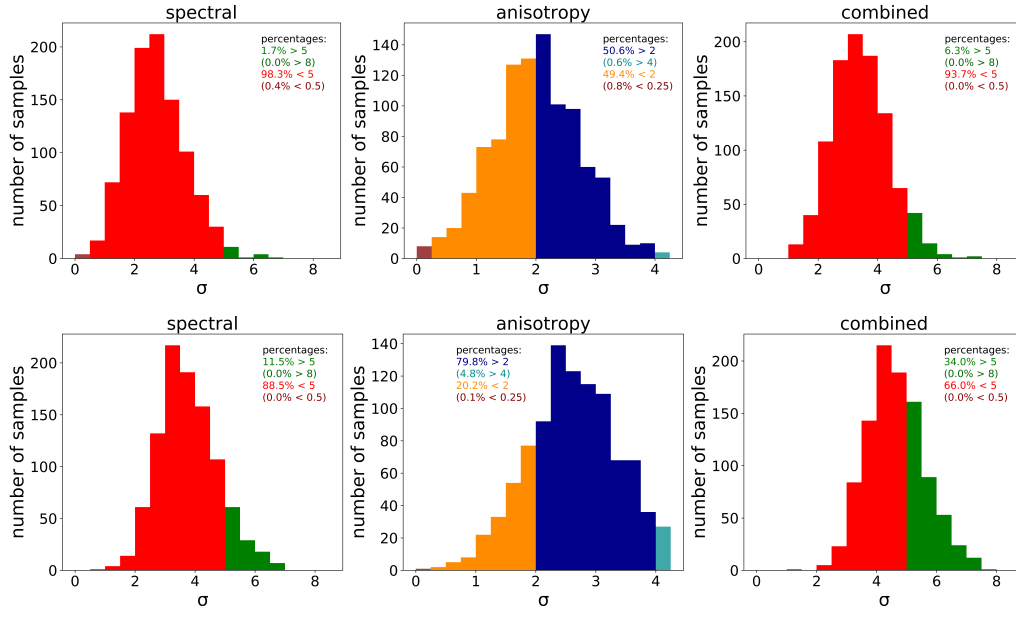 spectral
number of samples
200
150
100
50
0
percentages:
1.7% > 5
(0.0% > 8)
98.3% < 5
(0.4% < 0.5)
0 2 4 6 8
σ
anisotropy
number of samples
140
120
100
80
60
40
20
0
percentages:
50.6% > 2
(0.6% > 4)
49.4% < 2
(0.8% < 0.25)
0 1 2 3 4
σ
combined
number of samples
200
150
100
50
0
percentages:
6.3% > 5
(0.0% > 8)
93.7% < 5
(0.0% < 0.5)
0 2 4 6 8
σ
spectral
number of samples
200
150
100
50
0
percentages:
11.5% > 5
(0.0% > 8)
88.5% < 5
(0.0% < 0.5)
0 2 4 6 8
σ
anisotropy
number of samples
140
120
100
80
60
40
20
0
percentages:
79.8% > 2
(4.8% > 4)
20.2% < 2
(0.1% < 0.25)
0 1 2 3 4
σ
combined
number of samples
200
150
100
50
0
percentages:
34.0% > 5
(0.0% > 8)
66.0% < 5
(0.0% < 0.5)
0 2 4 6 8
σ